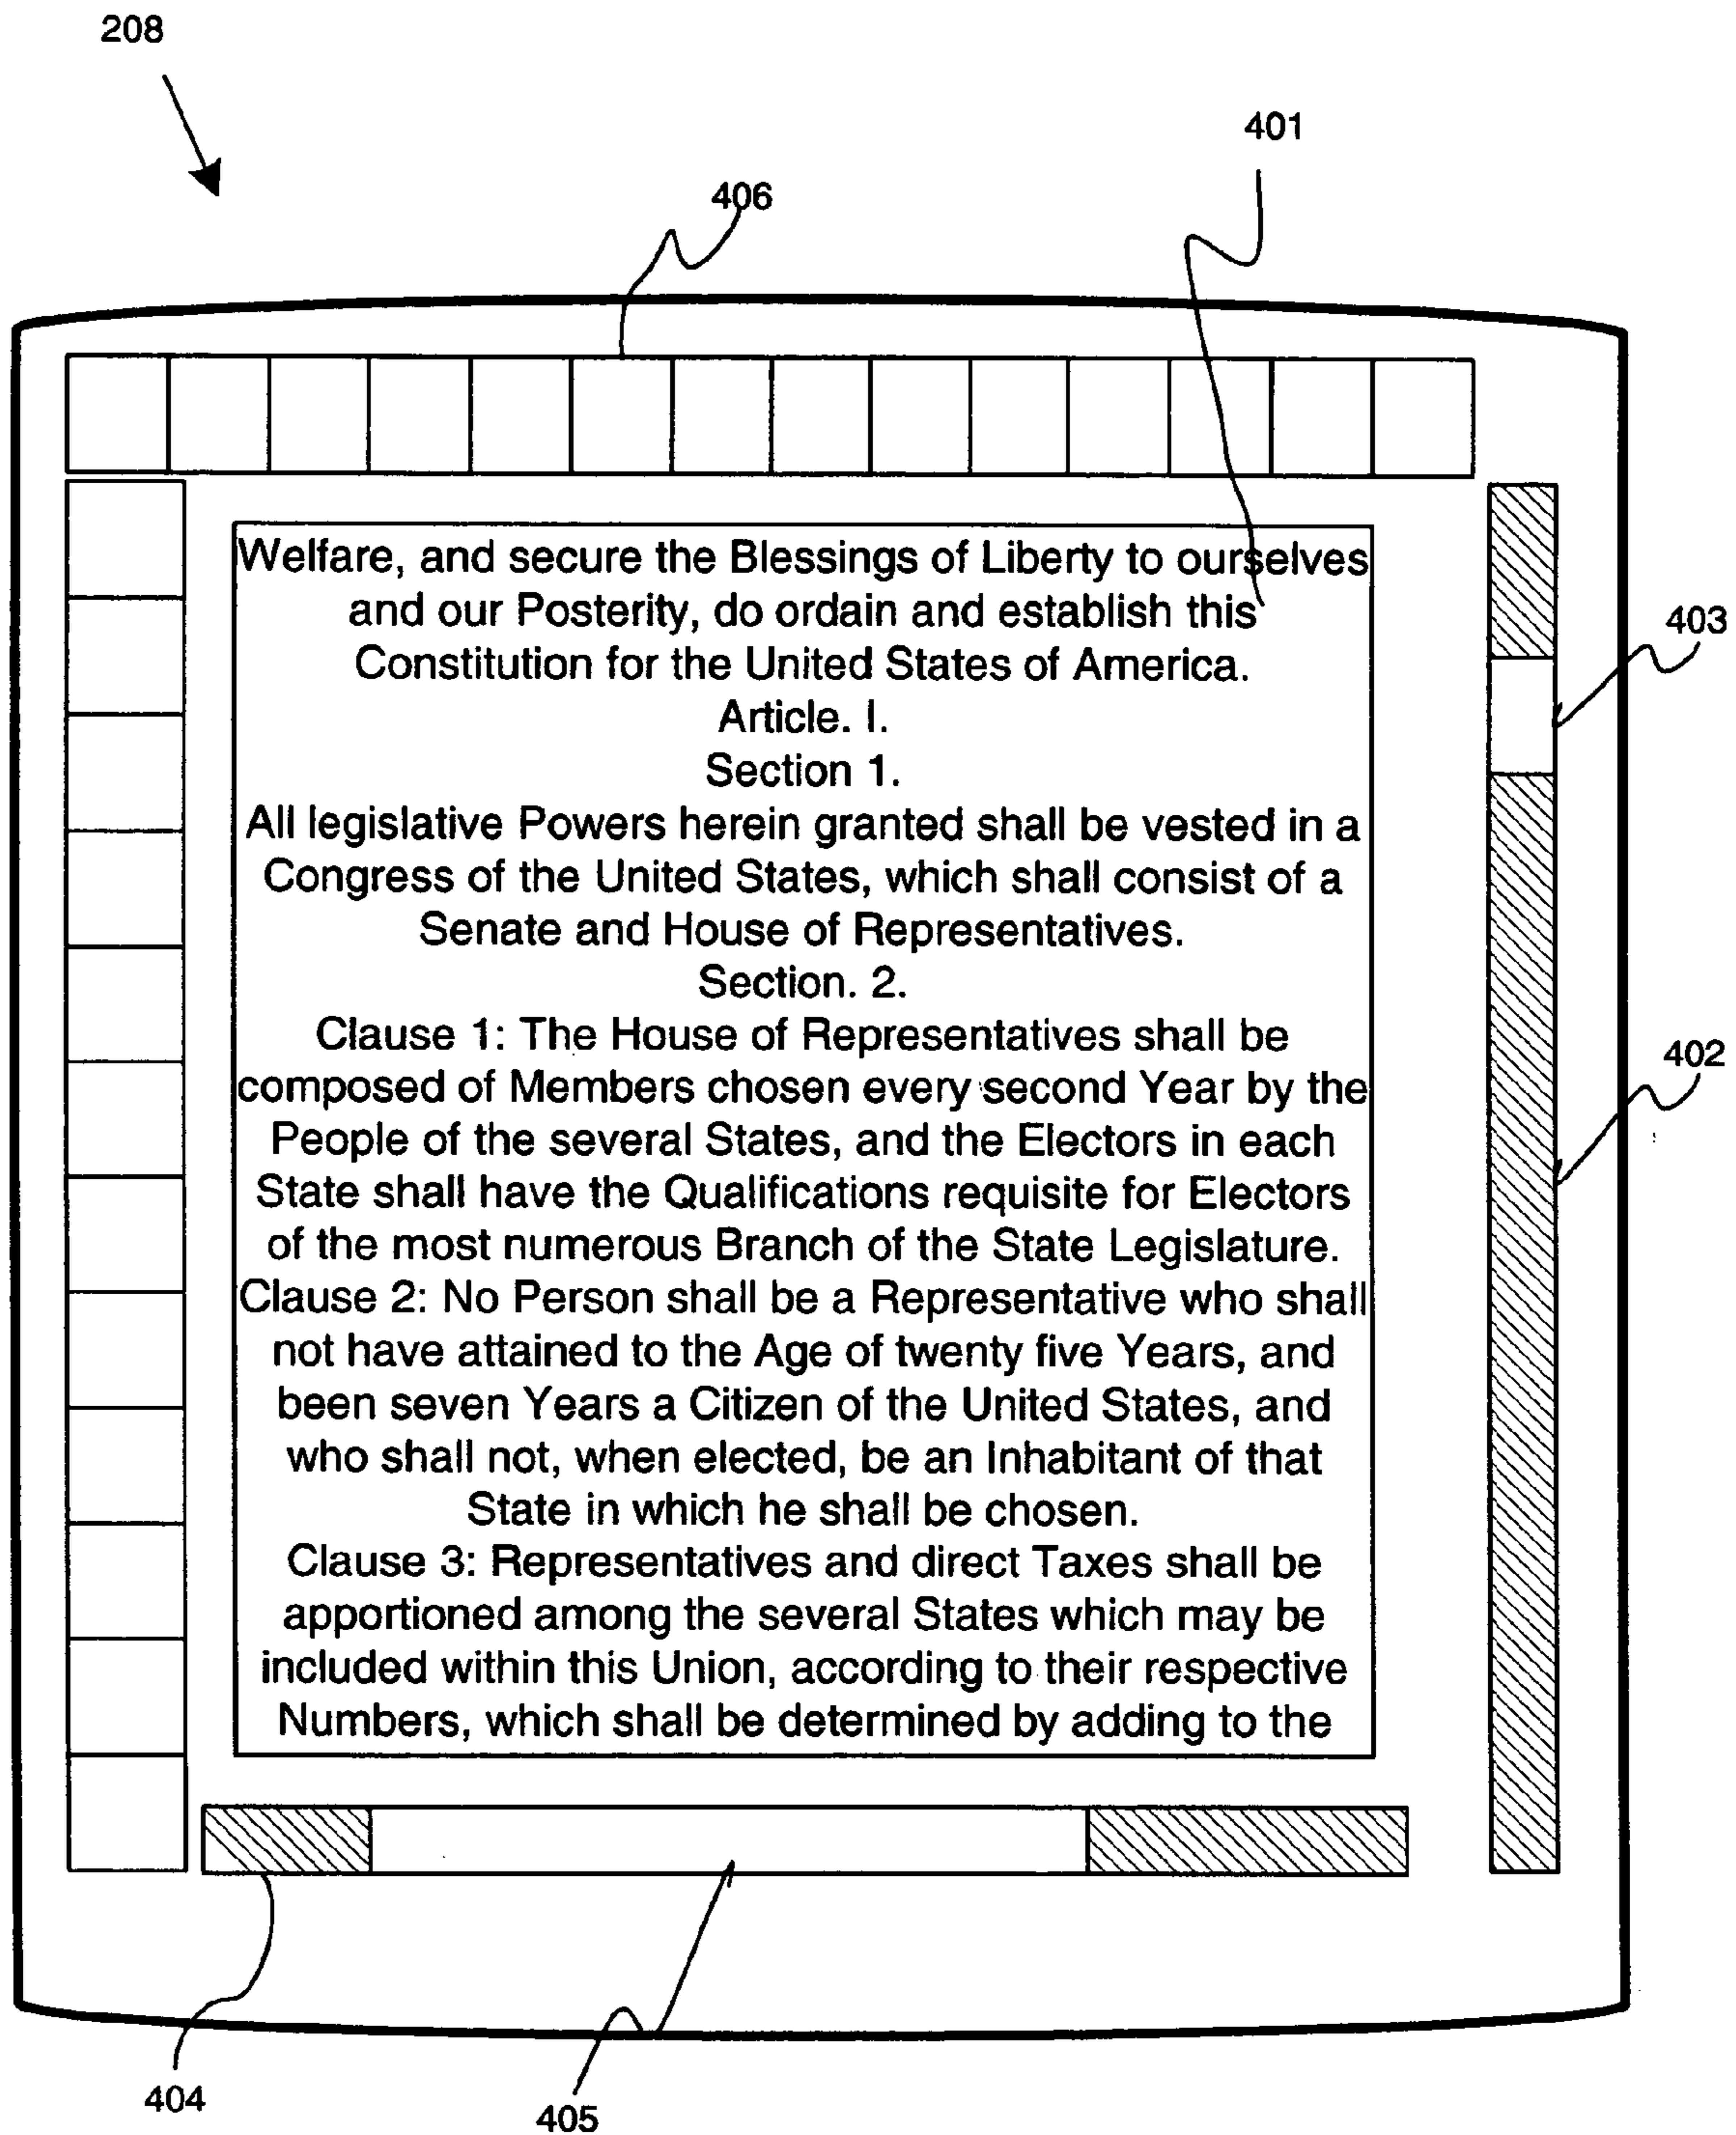 208
401
406
Welfare, and secure the Blessings of Liberty to ourselves
and our Posterity, do ordain and establish this
Constitution for the United States of America.
Article. I.
Section 1.
All legislative Powers herein granted shall be vested in a
Congress of the United States, which shall consist of a
Senate and House of Representatives.
Section. 2.
Clause 1: The House of Representatives shall be
composed of Members chosen every second Year by the
People of the several States, and the Electors in each
State shall have the Qualifications requisite for Electors
of the most numerous Branch of the State Legislature.
Clause 2: No Person shall be a Representative who shall
not have attained to the Age of twenty five Years, and
been seven Years a Citizen of the United States, and
who shall not, when elected, be an Inhabitant of that
State in which he shall be chosen.
Clause 3: Representatives and direct Taxes shall be
apportioned among the several States which may be
included within this Union, according to their respective
Numbers, which shall be determined by adding to the
403
402
404
405